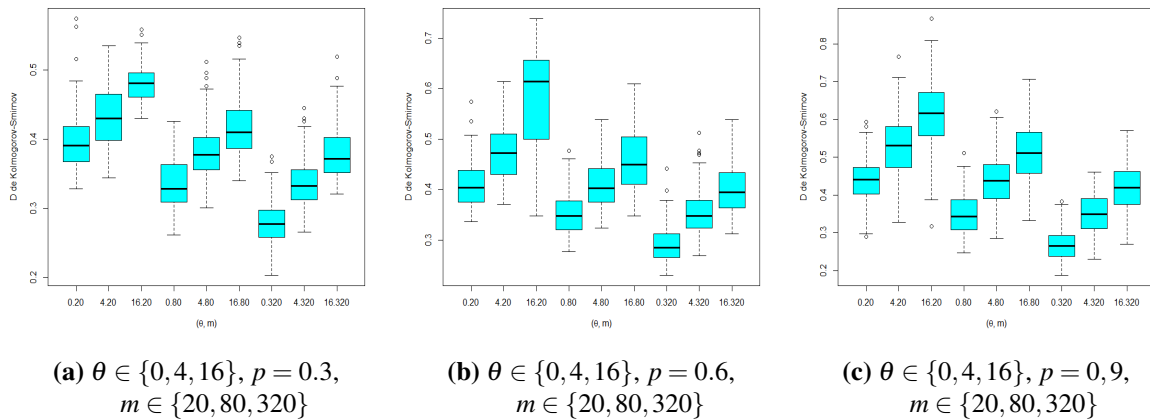 D de Kolmogorov-Smirnov
0.5
0.4
0.3
0.2
0.20 4.20 16.20 0.80 4.80 16.80 0.320 4.320 16.320
(θ, m)
(a) θ ∈ {0,4,16}, p = 0.3,
m ∈ {20,80,320}
D de Kolmogorov-Smirnov
0.7
0.6
0.5
0.4
0.3
0.20 4.20 16.20 0.80 4.80 16.80 0.320 4.320 16.320
(θ, m)
(b) θ ∈ {0,4,16}, p = 0.6,
m ∈ {20,80,320}
D de Kolmogorov-Smirnov
0.8
0.7
0.6
0.5
0.4
0.3
0.2
0.20 4.20 16.20 0.80 4.80 16.80 0.320 4.320 16.320
(θ, m)
(c) θ ∈ {0,4,16}, p = 0,9,
m ∈ {20,80,320}